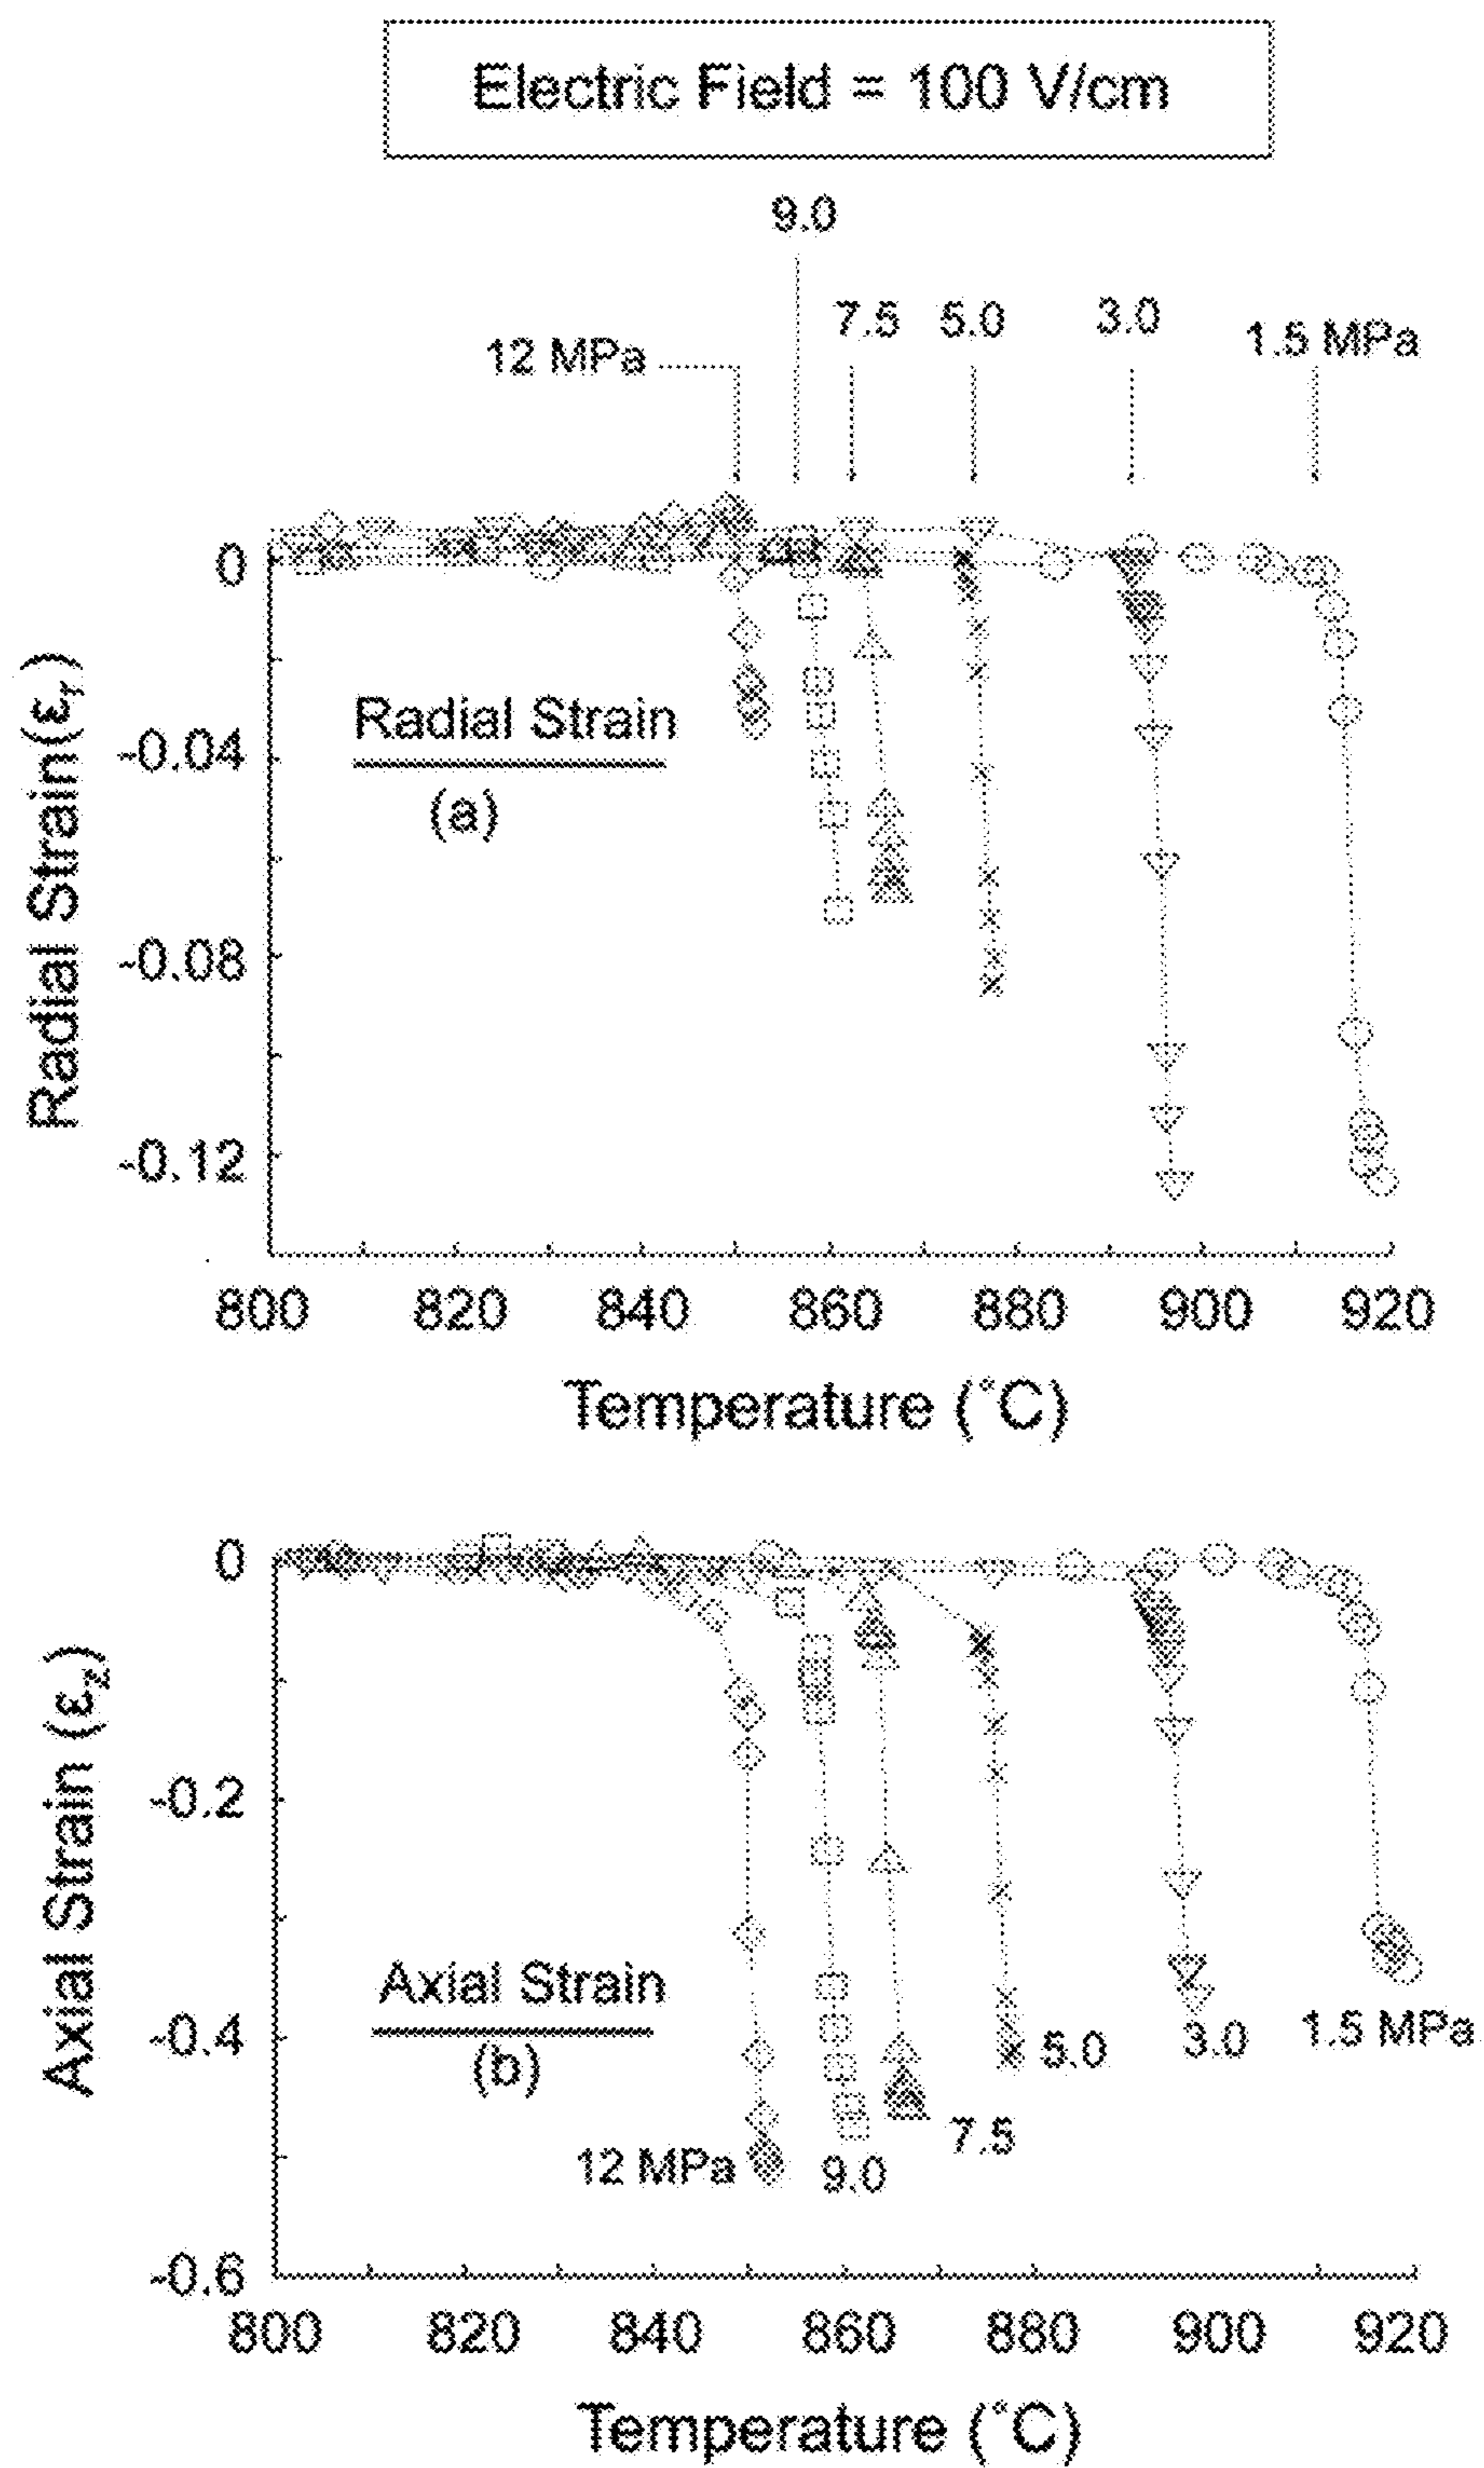 Electric Field = 100 V/cm
9.0
7.5 5.0 3.0 1.5 MPa
12 MPa
0
-0.04
-0.08
-0.12
Radial Strain(εr)
Radial Strain
(a)
800 820 840 860 880 900 920
Temperature (°C)
0
-0.2
-0.4
-0.6
Axial Strain (εz)
Axial Strain
(b)
12 MPa
9.0
7.5
5.0
3.0
1.5 MPa
800 820 840 860 880 900 920
Temperature (°C)